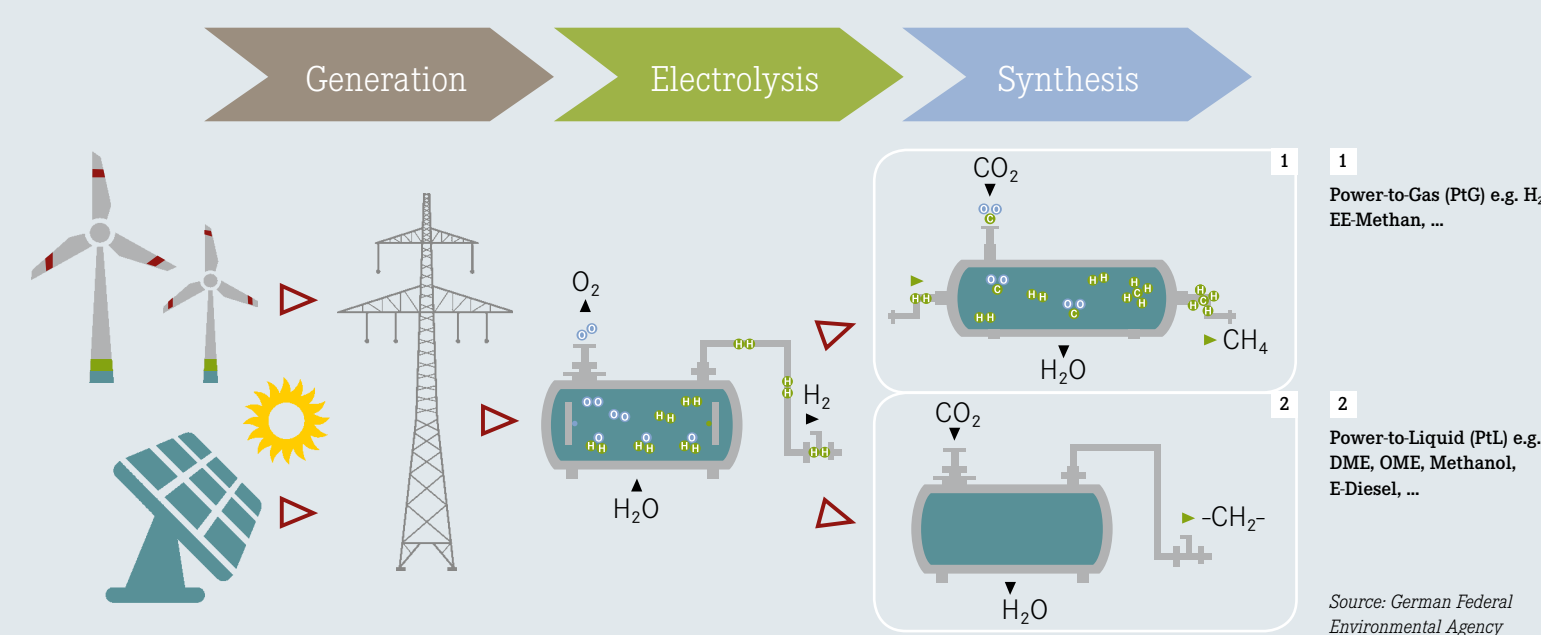 Generation
Electrolysis
Synthesis
O₂
H₂O
H₂
1
CO₂
H₂O
CH₄
2
CO₂
H₂O
–CH₂–
1
Power-to-Gas (PtG) e.g. H₂
EE-Methan, ...
2
Power-to-Liquid (PtL) e.g.
DME, OME, Methanol,
E-Diesel, ...
Source: German Federal
Environmental Agency